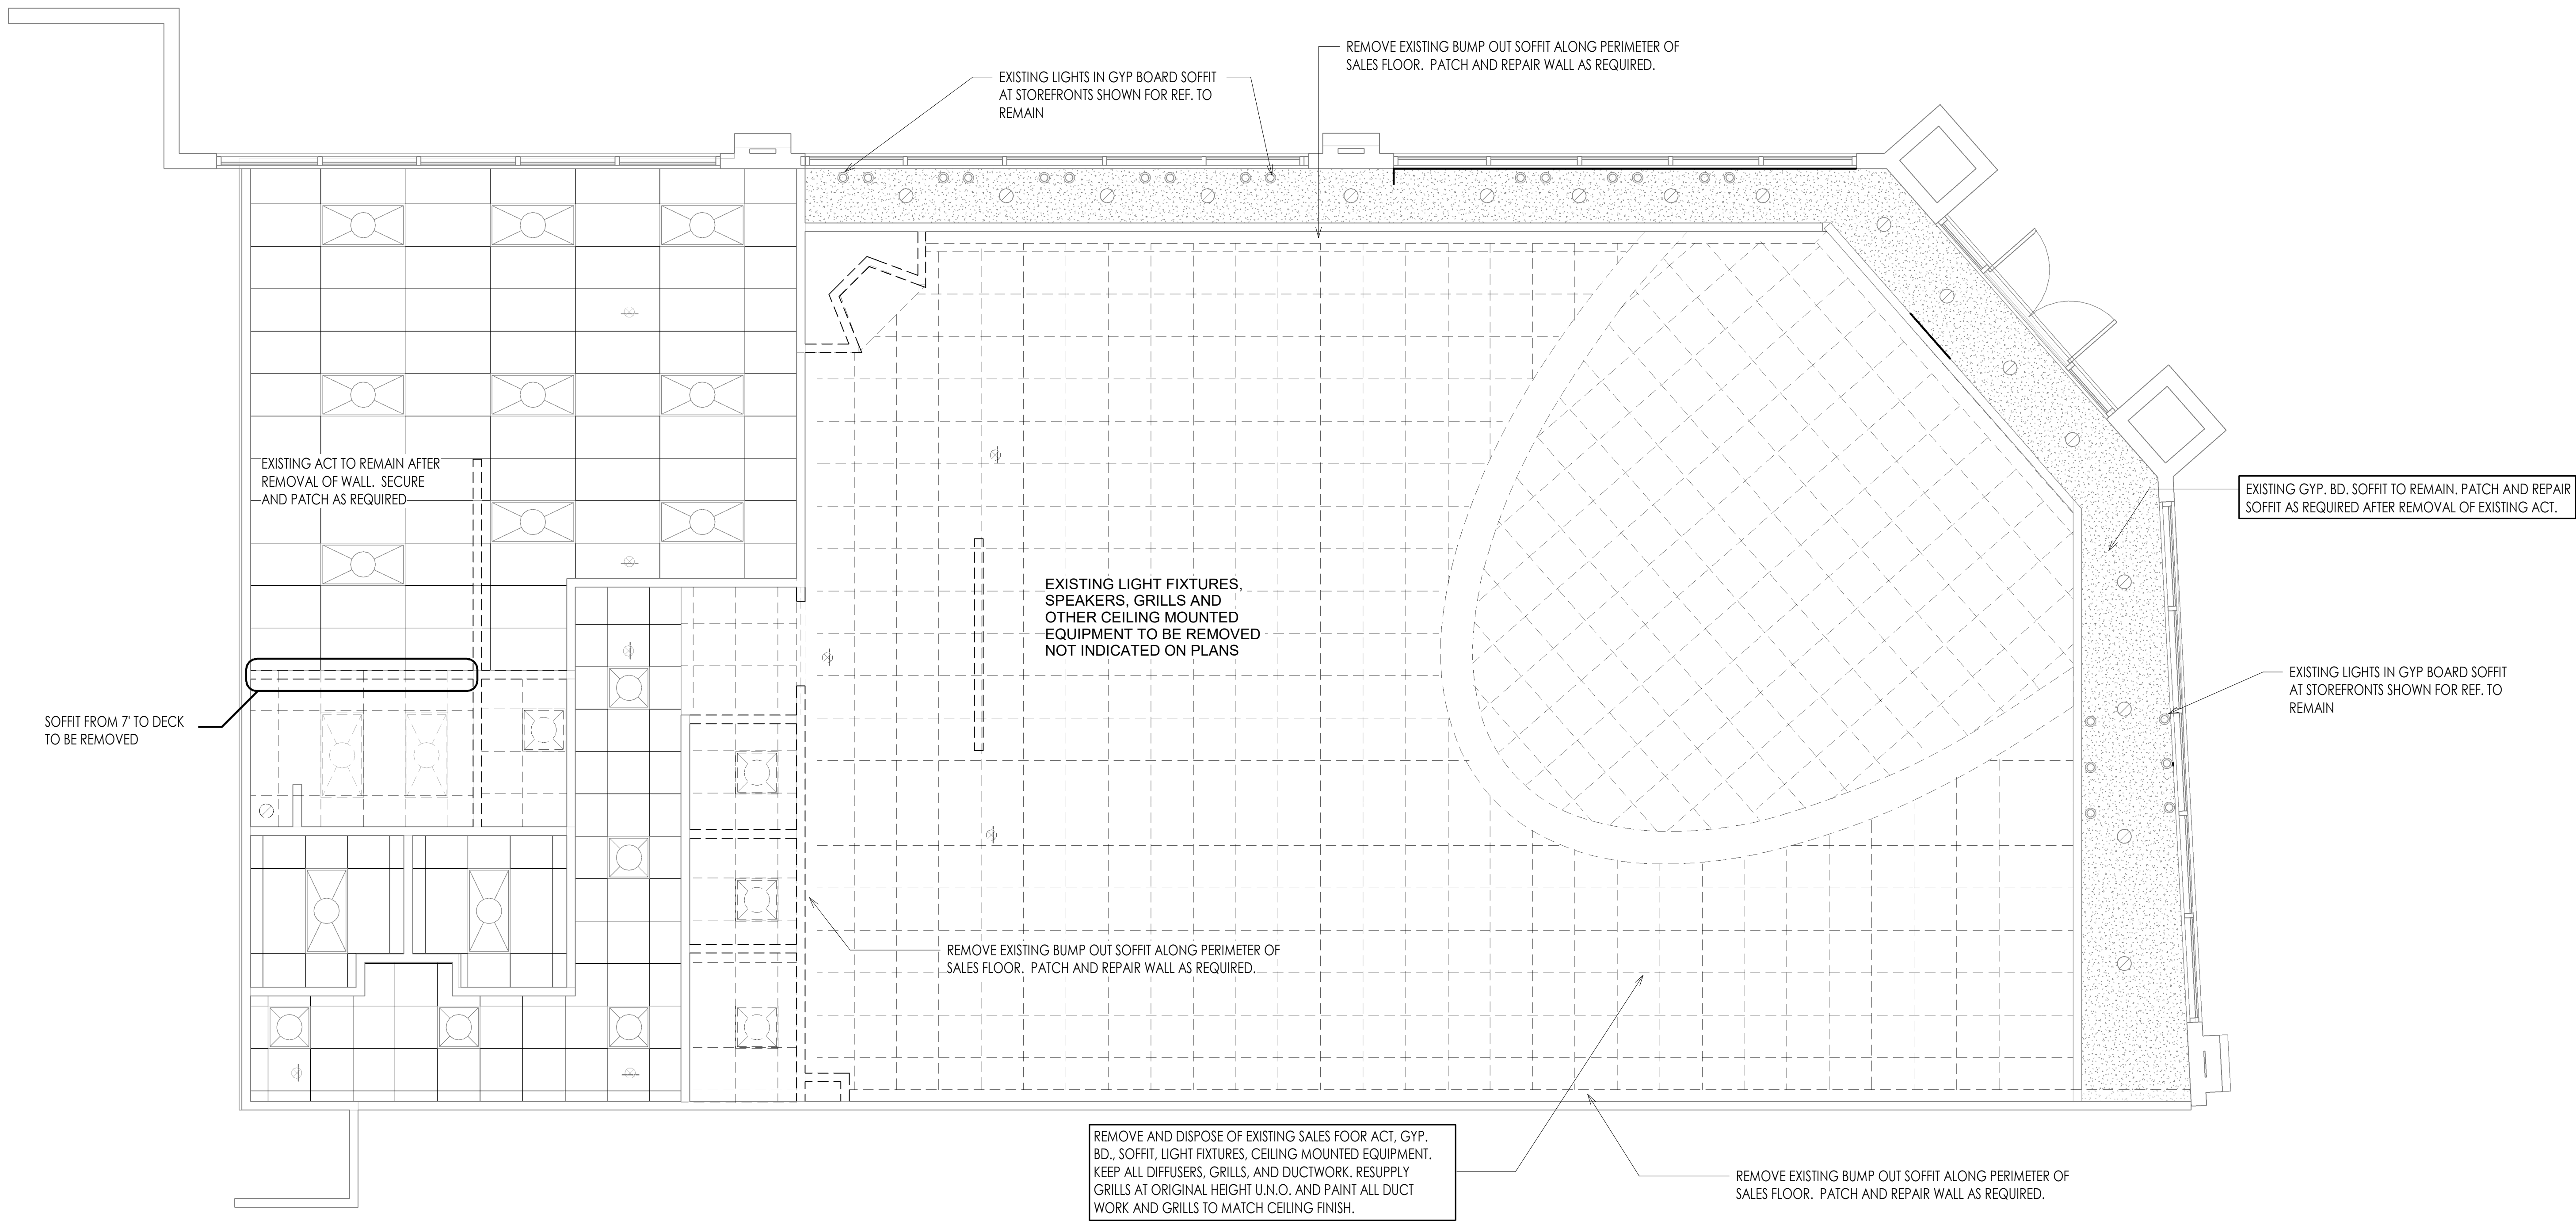 REMOVE EXISTING BUMP OUT SOFFIT ALONG PERIMETER OF
SALES FLOOR. PATCH AND REPAIR WALL AS REQUIRED.
EXISTING LIGHTS IN GYP BOARD SOFFIT
AT STOREFRONTS SHOWN FOR REF. TO
REMAIN
EXISTING ACT TO REMAIN AFTER
REMOVAL OF WALL. SECURE
AND PATCH AS REQUIRED
EXISTING GYP. BD. SOFFIT TO REMAIN. PATCH AND REPAIR
SOFFIT AS REQUIRED AFTER REMOVAL OF EXISTING ACT.
EXISTING LIGHT FIXTURES,
SPEAKERS, GRILLS AND
OTHER CEILING MOUNTED
EQUIPMENT TO BE REMOVED
NOT INDICATED ON PLANS
EXISTING LIGHTS IN GYP BOARD SOFFIT
AT STOREFRONTS SHOWN FOR REF. TO
REMAIN
SOFFIT FROM 7' TO DECK
TO BE REMOVED
REMOVE EXISTING BUMP OUT SOFFIT ALONG PERIMETER OF
SALES FLOOR. PATCH AND REPAIR WALL AS REQUIRED.
REMOVE AND DISPOSE OF EXISTING SALES FOOR ACT, GYP.
BD., SOFFIT, LIGHT FIXTURES, CEILING MOUNTED EQUIPMENT.
KEEP ALL DIFFUSERS, GRILLS, AND DUCTWORK. RESUPPLY
GRILLS AT ORIGINAL HEIGHT U.N.O. AND PAINT ALL DUCT
WORK AND GRILLS TO MATCH CEILING FINISH.
REMOVE EXISTING BUMP OUT SOFFIT ALONG PERIMETER OF
SALES FLOOR. PATCH AND REPAIR WALL AS REQUIRED.